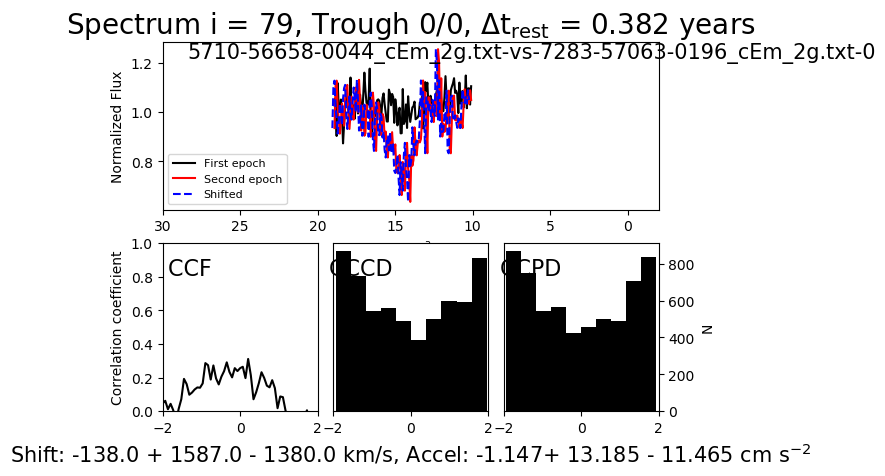 Spectrum i = 79, Trough 0/0, Δt_rest = 0.382 years
5710-56658-0044_cEm_2g.txt-vs-7283-57063-0196_cEm_2g.txt-0
Normalized Flux
1.2
1.0
0.8
First epoch
Second epoch
Shifted
30 25 20 15 10 5 0
Correlation coefficient
1.0
0.8
0.6
0.4
0.2
0.0
CCF
CCCD
CCPD
800
600
400
200
0
N
−2 0 2
−2 0 2
−2 0 2
Shift: -138.0 + 1587.0 - 1380.0 km/s, Accel: -1.147+ 13.185 - 11.465 cm s⁻²